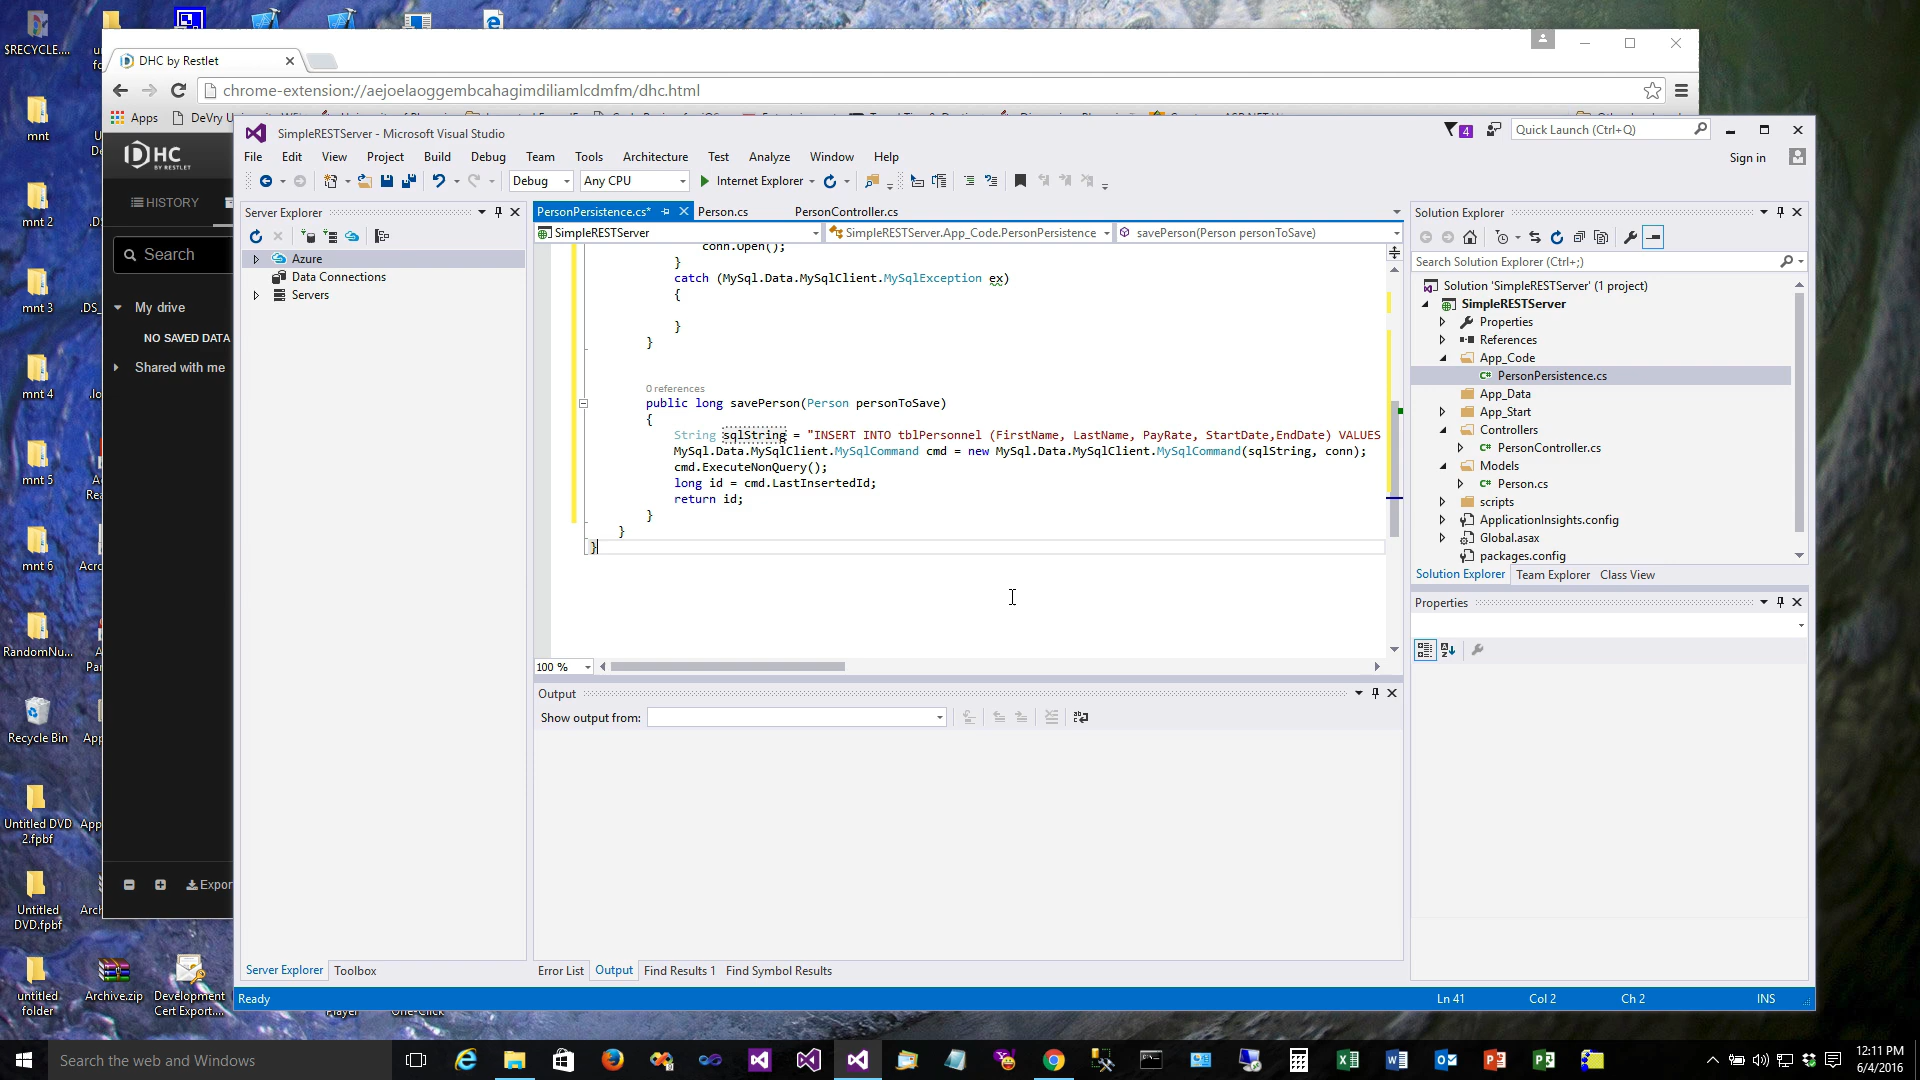 $RECYCLE....
DHC by Restlet
chrome-extension://aejoelaoggembcahagimdiliamlcdmfm/dhc.html
Apps
mnt
SimpleRESTServer - Microsoft Visual Studio
4
Quick Launch (Ctrl+Q)
File Edit View Project Build Debug Team Tools Architecture Test Analyze Window Help
Sign in
Debug
Any CPU
Internet Explorer
DHC
BY RESTLET
HISTORY
Search
My drive
NO SAVED DATA
Shared with me
Expor
Server Explorer
Azure
Data Connections
Servers
Server Explorer Toolbox
PersonPersistence.cs* Person.cs PersonController.cs
SimpleRESTServer
SimpleRESTServer.App_Code.PersonPersistence
savePerson(Person personToSave)
conn.Open();
}
catch (MySql.Data.MySqlClient.MySqlException ex)
{
}
}
0 references
public long savePerson(Person personToSave)
{
String sqlString = "INSERT INTO tblPersonnel (FirstName, LastName, PayRate, StartDate,EndDate) VALUES
MySql.Data.MySqlClient.MySqlCommand cmd = new MySql.Data.MySqlClient.MySqlCommand(sqlString, conn);
cmd.ExecuteNonQuery();
long id = cmd.LastInsertedId;
return id;
}
}
}
100 %
Output
Show output from:
Error List Output Find Results 1 Find Symbol Results
Solution Explorer
Search Solution Explorer (Ctrl+;)
Solution 'SimpleRESTServer' (1 project)
SimpleRESTServer
Properties
References
App_Code
PersonPersistence.cs
App_Data
App_Start
Controllers
PersonController.cs
Models
Person.cs
scripts
ApplicationInsights.config
Global.asax
packages.config
Solution Explorer Team Explorer Class View
Properties
Ready
Ln 41 Col 2 Ch 2 INS
mnt 2
mnt 3
mnt 4
mnt 5
mnt 6
RandomNu...
Recycle Bin
Untitled DVD
2.fpbf
Untitled
DVD.fpbf
untitled
folder
Archive.zip
Development
Cert Export....
Search the web and Windows
12:11 PM
6/4/2016